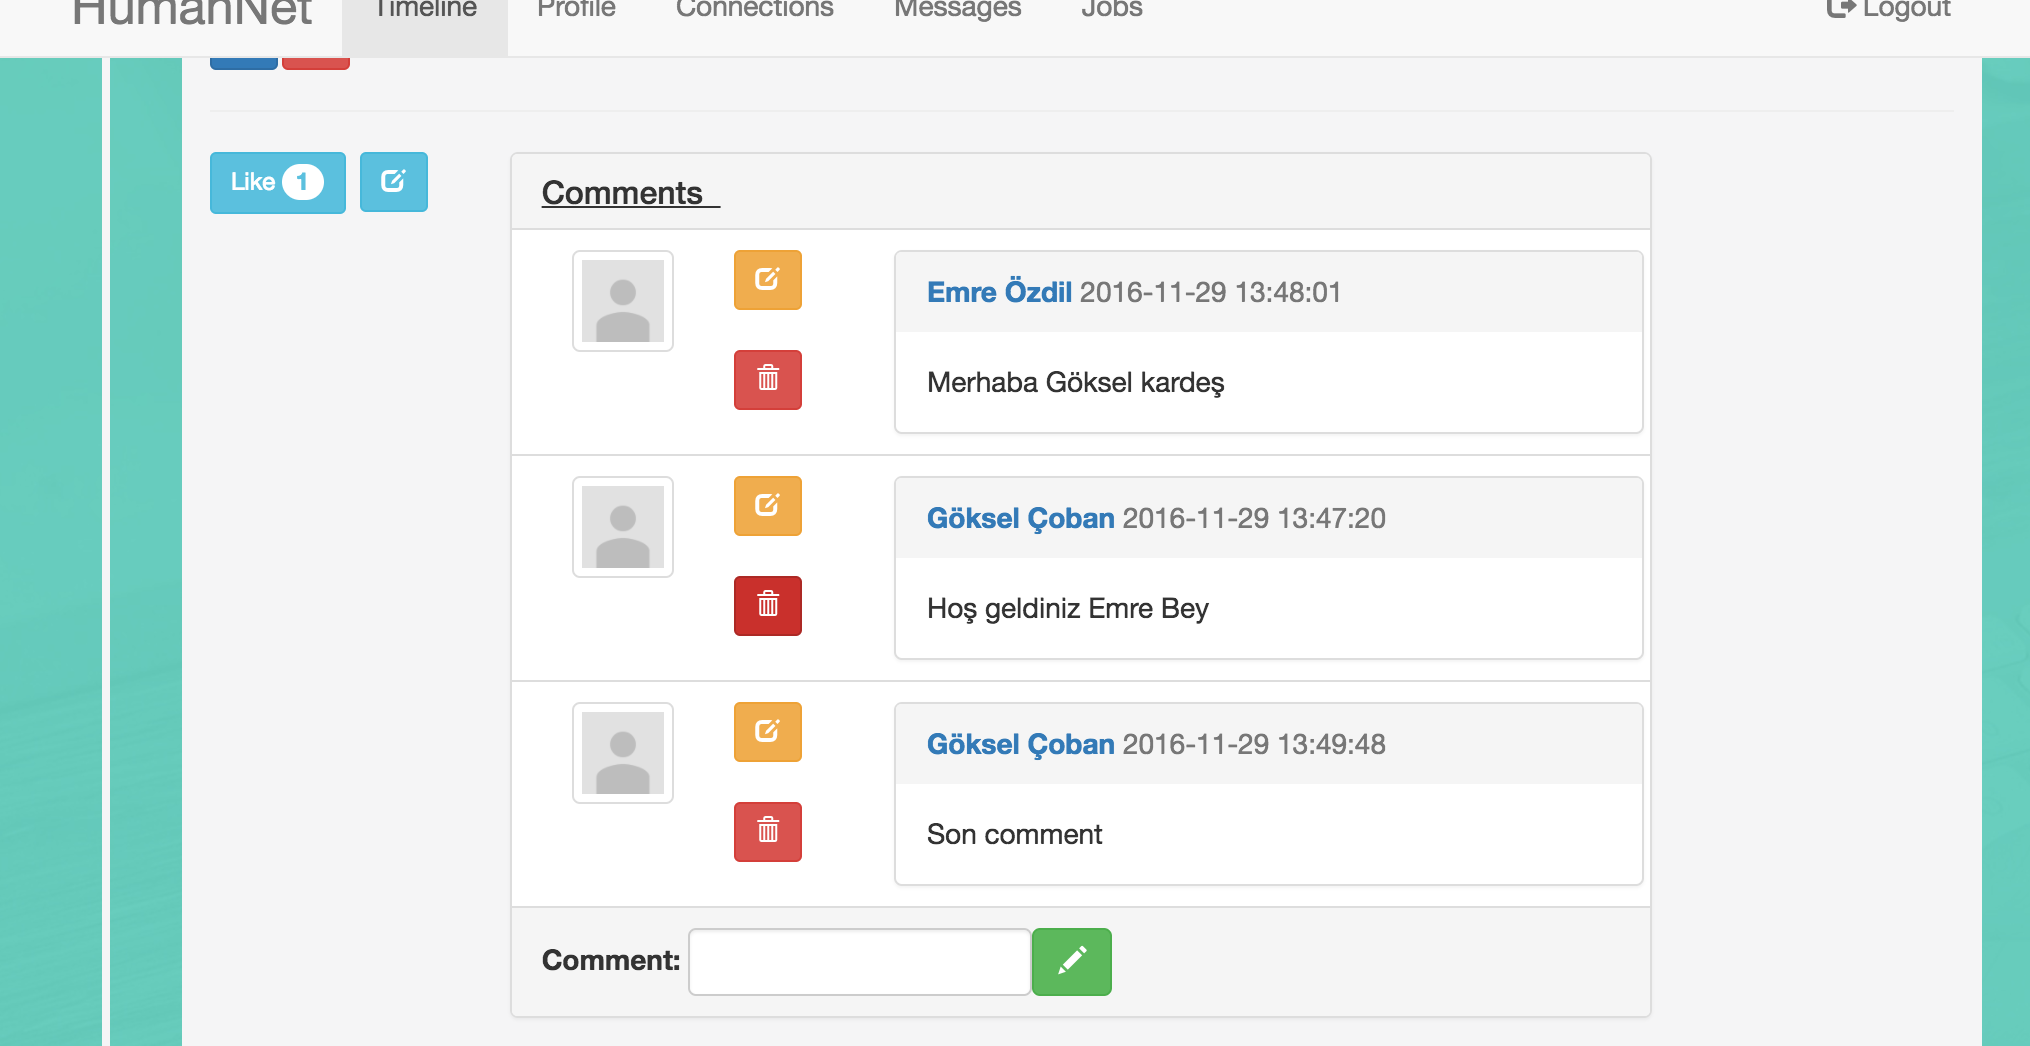 HumanNet Timeline Profile Connections Messages Jobs Logout
Like 1
Comments
Emre Özdil 2016-11-29 13:48:01
Merhaba Göksel kardeş
Göksel Çoban 2016-11-29 13:47:20
Hoş geldiniz Emre Bey
Göksel Çoban 2016-11-29 13:49:48
Son comment
Comment: